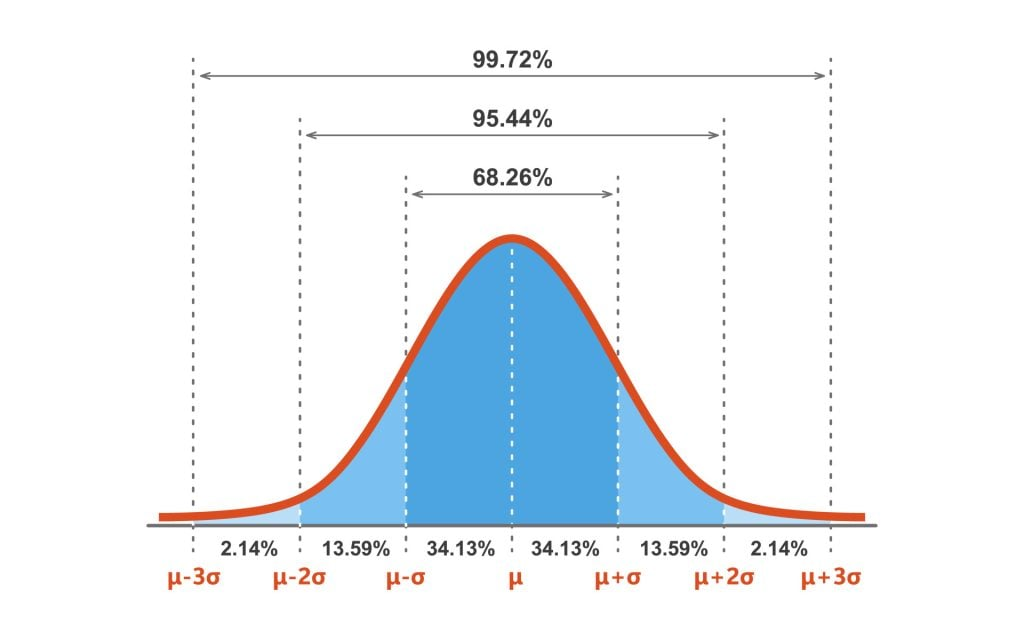 99.72%
95.44%
68.26%
2.14% 13.59% 34.13% 34.13% 13.59% 2.14%
μ-3σ μ-2σ μ-σ μ μ+σ μ+2σ μ+3σ